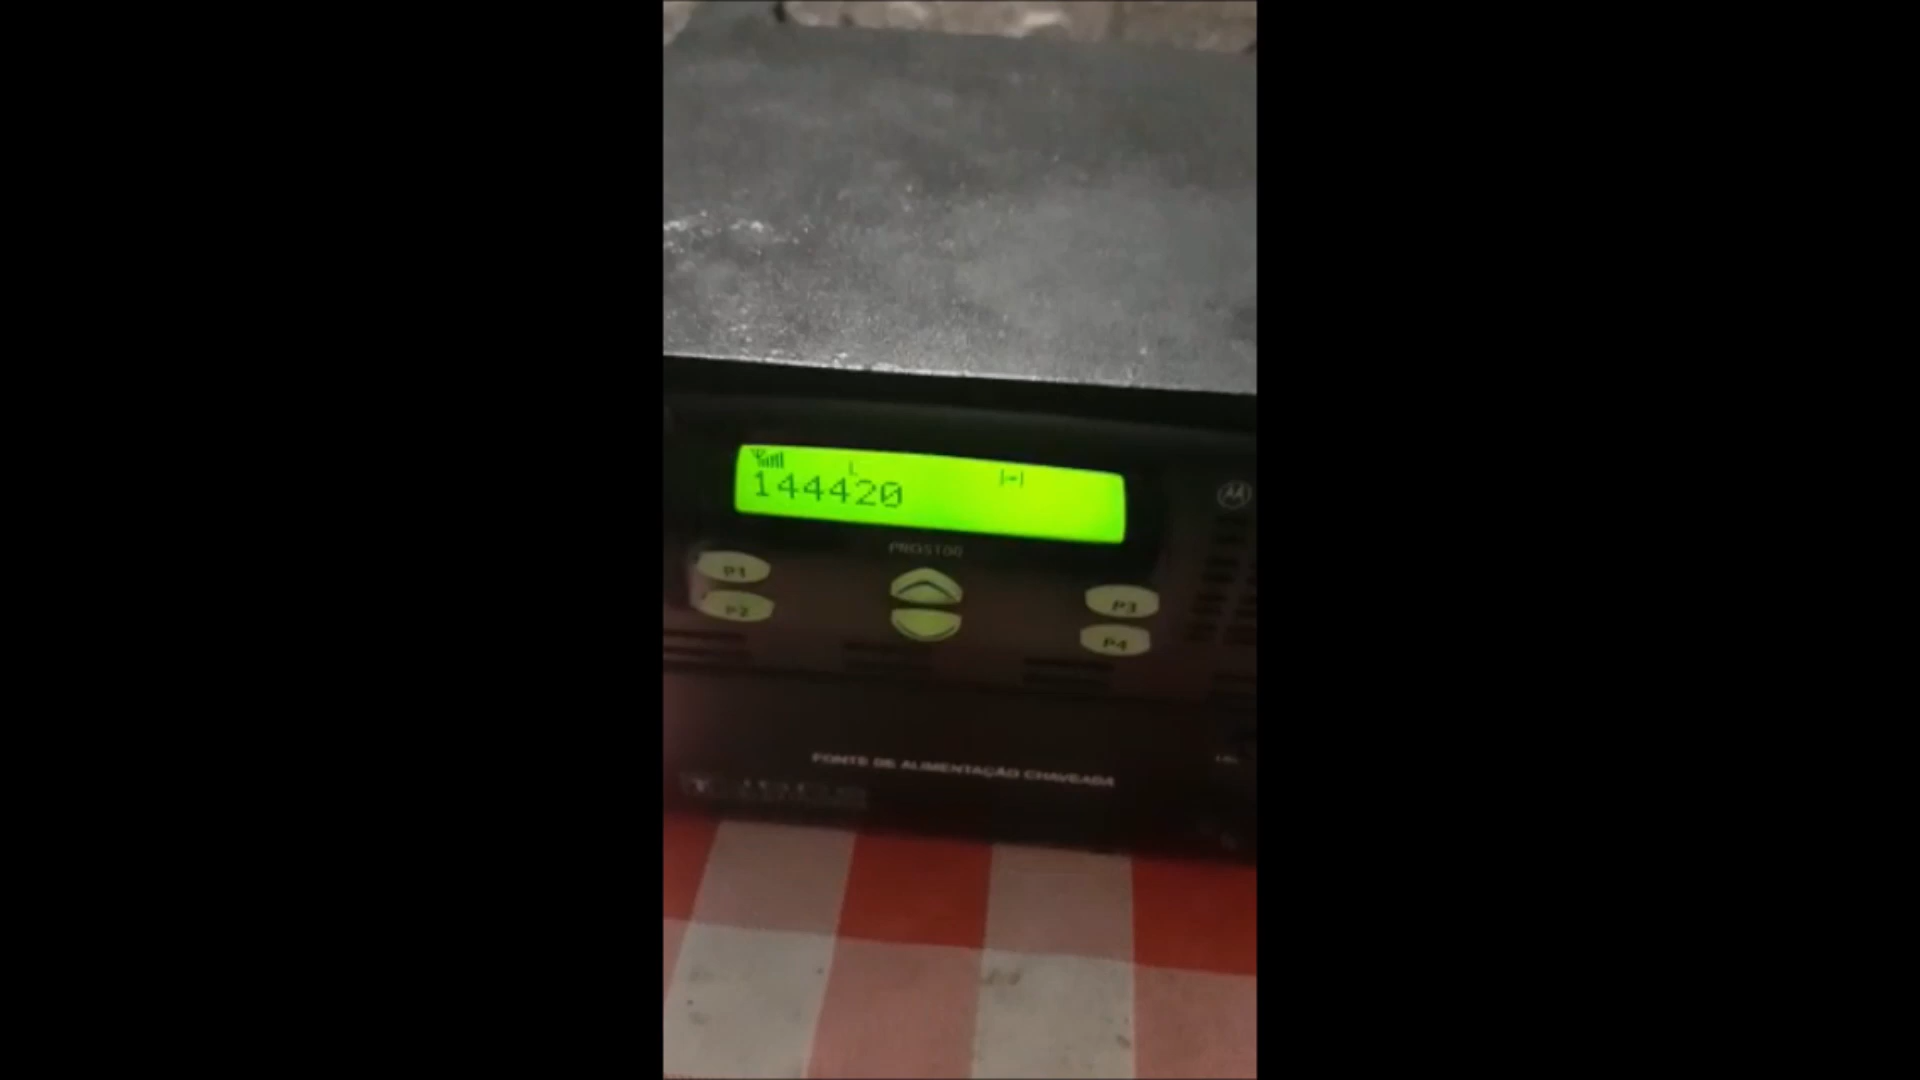 L
144420
PRO5100
P1
P2
P3
P4
FONTE DE ALIMENTAÇÃO CHAVEADA